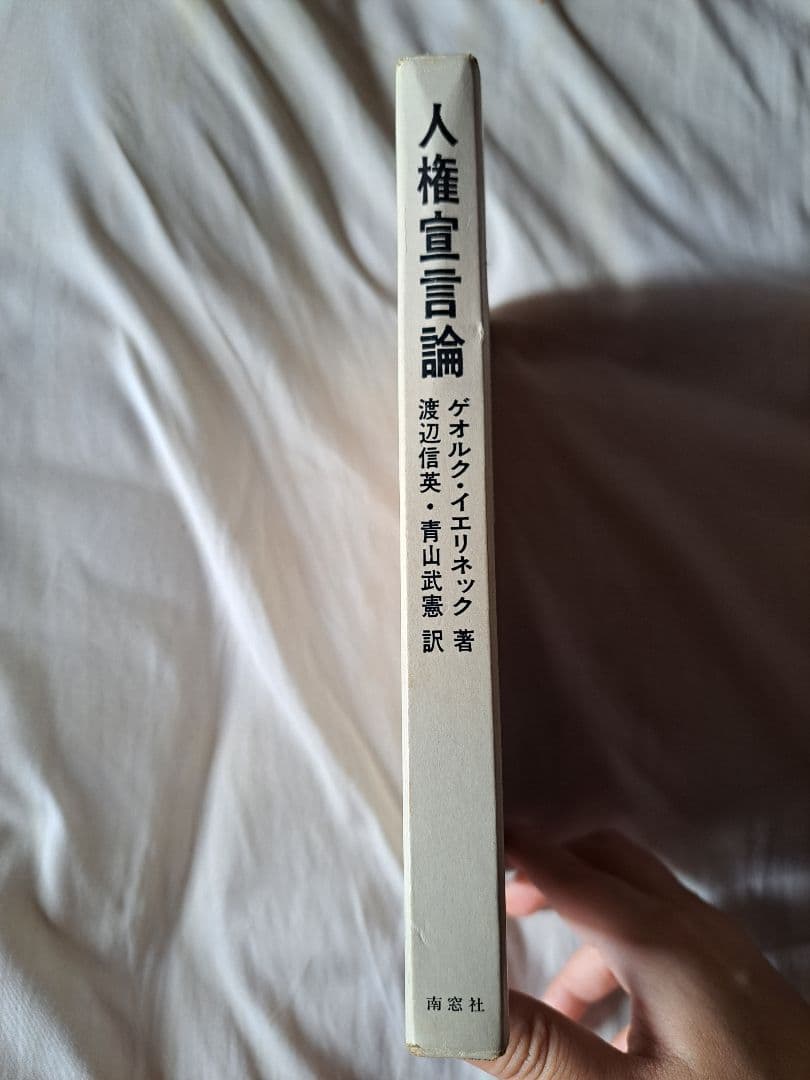 人権宣言論
ゲオルク・イエリネック 著
渡辺信英・青山武憲 訳
南窓社